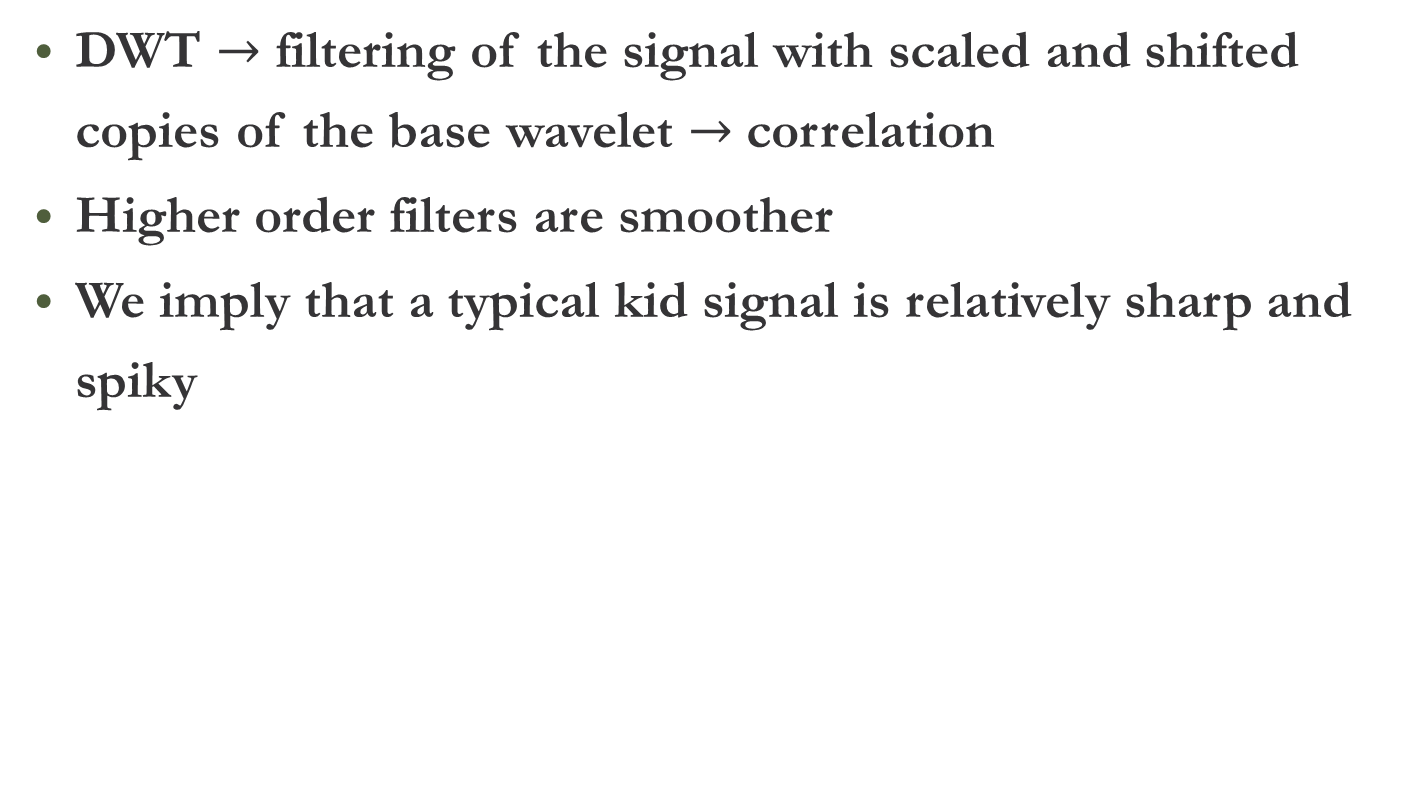 • DWT → filtering of the signal with scaled and shifted
copies of the base wavelet → correlation
• Higher order filters are smoother
• We imply that a typical kid signal is relatively sharp and
spiky